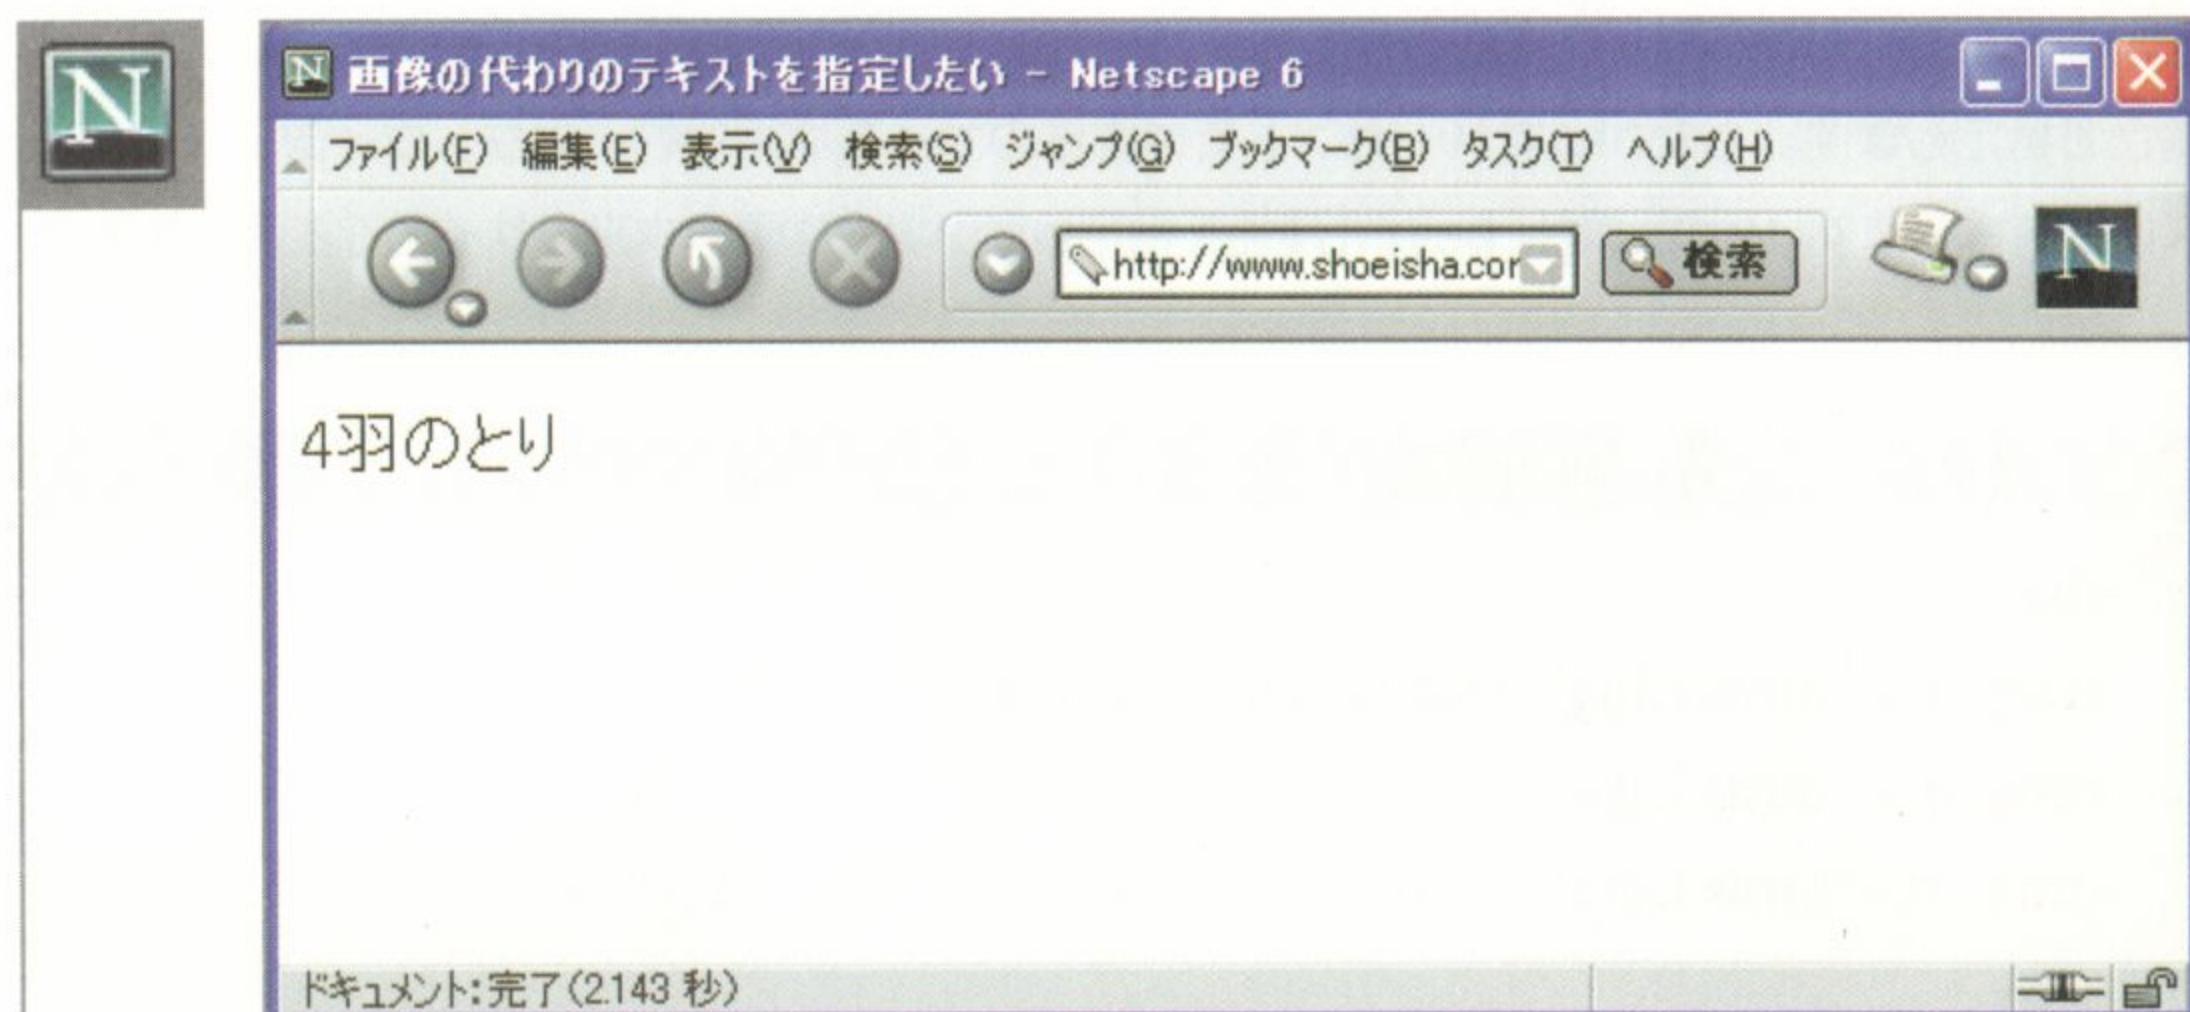 N
画像の代わりのテキストを指定したい - Netscape 6
ファイル(F) 編集(E) 表示(V) 検索(S) ジャンプ(G) ブックマーク(B) タスク(T) ヘルプ(H)
http://www.shoeisha.cor 検索 N
4羽のとり
ドキュメント:完了(2.143 秒)